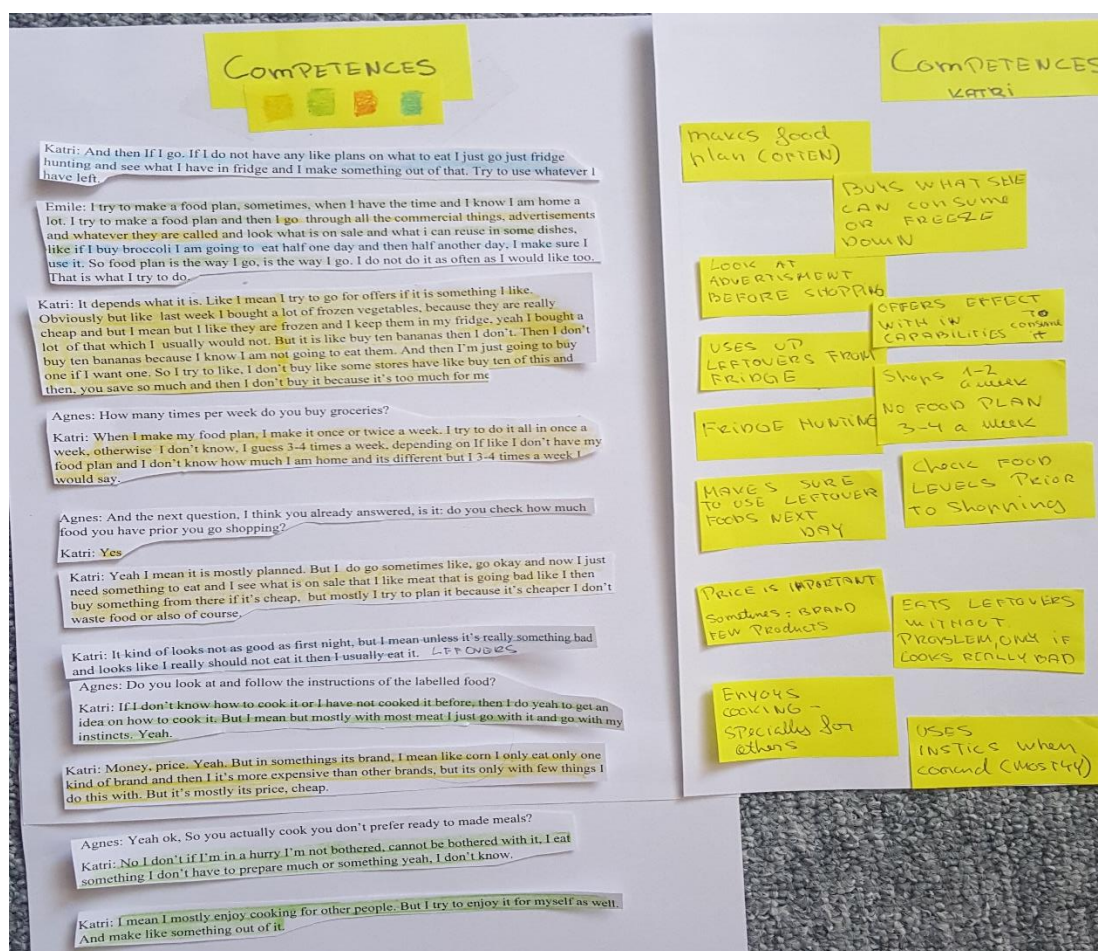 COMPETENCES
Katri: And then If I go. If I do not have any like plans on what to eat I just go just fridge
hunting and see what I have in fridge and I make something out of that. Try to use whatever I
have left.
Emile: I try to make a food plan, sometimes, when I have the time and I know I am home a
lot. I try to make a food plan and then I go through all the commercial things, advertisements
and whatever they are called and look what is on sale and what i can reuse in some dishes,
like if I buy broccoli I am going to eat half one day and then half another day, I make sure I
use it. So food plan is the way I go, is the way I go. I do not do it as often as I would like too.
That is what I try to do.
Katri: It depends what it is. Like I mean I try to go for offers if it is something I like.
Obviously but like last week I bought a lot of frozen vegetables, because they are really
cheap and but I mean but I like they are frozen and I keep them in my fridge, yeah I bought a
lot of that which I usually would not. But it is like buy ten bananas then I don't. Then I don't
buy ten bananas because I know I am not going to eat them. And then I'm just going to buy
one if I want one. So I try to like, I don't buy like some stores have like buy ten of this and
then, you save so much and then I don't buy it because it's too much for me
Agnes: How many times per week do you buy groceries?
Katri: When I make my food plan, I make it once or twice a week. I try to do it all in once a
week, otherwise I don't know, I guess 3-4 times a week, depending on If like I don't have my
food plan and I don't know how much I am home and its different but I 3-4 times a week I
would say.
Agnes: And the next question, I think you already answered, is it: do you check how much
food you have prior you go shopping?
Katri: Yes
Katri: Yeah I mean it is mostly planned. But I do go sometimes like, go okay and now I just
need something to eat and I see what is on sale that I like meat that is going bad like I then
buy something from there if it's cheap, but mostly I try to plan it because it's cheaper I don't
waste food or also of course,
Katri: It kind of looks not as good as first night, but I mean unless it's really something bad
and looks like I really should not eat it then I usually eat it. LEFTOVERS
Agnes: Do you look at and follow the instructions of the labelled food?
Katri: If I don't know how to cook it or I have not cooked it before, then I do yeah to get an
idea on how to cook it. But I mean but mostly with most meat I just go with it and go with my
instincts. Yeah.
Katri: Money, price. Yeah. But in somethings its brand, I mean like corn I only eat only one
kind of brand and then I it's more expensive than other brands, but its only with few things I
do this with. But it's mostly its price, cheap.
Agnes: Yeah ok, So you actually cook you don't prefer ready to made meals?
Katri: No I don't if I'm in a hurry I'm not bothered, cannot be bothered with it, I eat
something I don't have to prepare much or something yeah, I don't know.
Katri: I mean I mostly enjoy cooking for other people. But I try to enjoy it for myself as well.
And make like something out of it.
COMPETENCES
KATRI
makes food
plan (OFTEN)
BUYS WHAT SHE
CAN CONSUME
OR FREEZE
DOWN
LOOK AT
ADVERTISMENT
BEFORE SHOPPING
OFFERS EFFECT
WITH IN TO
CAPABILITIES consume
it
USES UP
LEFTOVERS FROM
FRIDGE
Shops 1-2
a week
NO FOOD PLAN
3-4 a week
FRIDGE HUNTING
Check FOOD
LEVELS PRIOR
TO Shopping
MAKES SURE
TO USE LEFTOVER
FOODS NEXT
DAY
PRICE IS IMPORTANT
Sometimes = BRAND
FEW PRODUCTS
EATS LEFTOVERS
WITHOUT
PROBLEM, ONLY IF
LOOKS REALLY BAD
ENYOYS
COOKING -
SPECIALLY for
others
USES
INSTICS when
(MOSTLY)